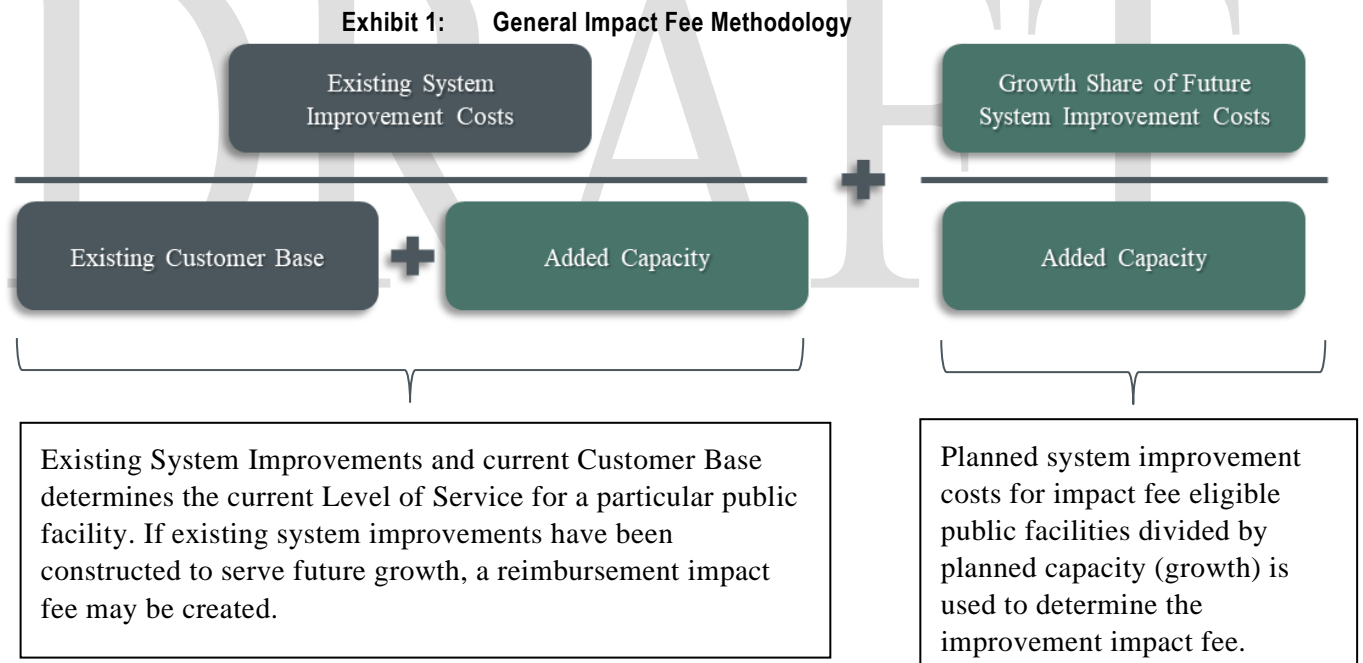 DRAFT
Exhibit 1: General Impact Fee Methodology
Existing System
Improvement Costs
Growth Share of Future
System Improvement Costs
Existing Customer Base
Added Capacity
Added Capacity
Existing System Improvements and current Customer Base
determines the current Level of Service for a particular public
facility. If existing system improvements have been
constructed to serve future growth, a reimbursement impact
fee may be created.
Planned system improvement
costs for impact fee eligible
public facilities divided by
planned capacity (growth) is
used to determine the
improvement impact fee.